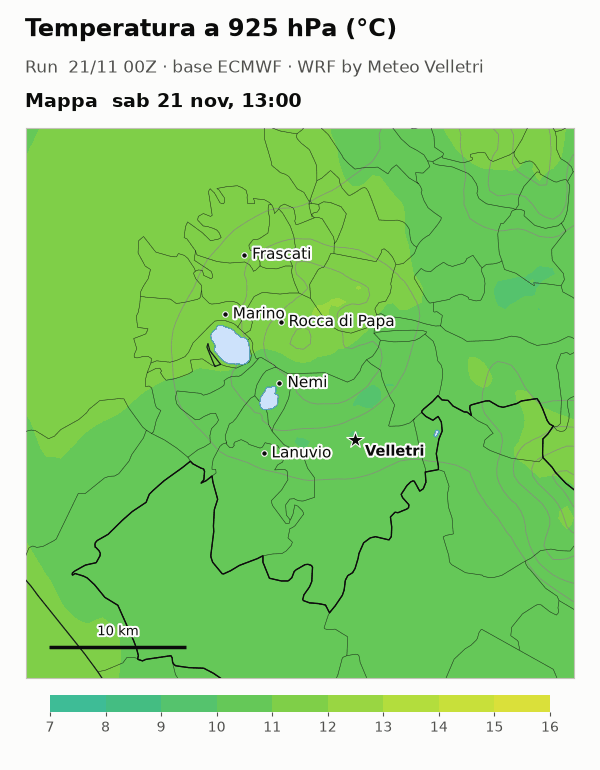 Temperatura a 925 hPa (°C)
Run  21/11 00Z · base ECMWF · WRF by Meteo Velletri
Mappa  sab 21 nov, 13:00
Frascati
Marino
Rocca di Papa
Nemi
Velletri
Lanuvio
10 km
7 8 9 10 11 12 13 14 15 16